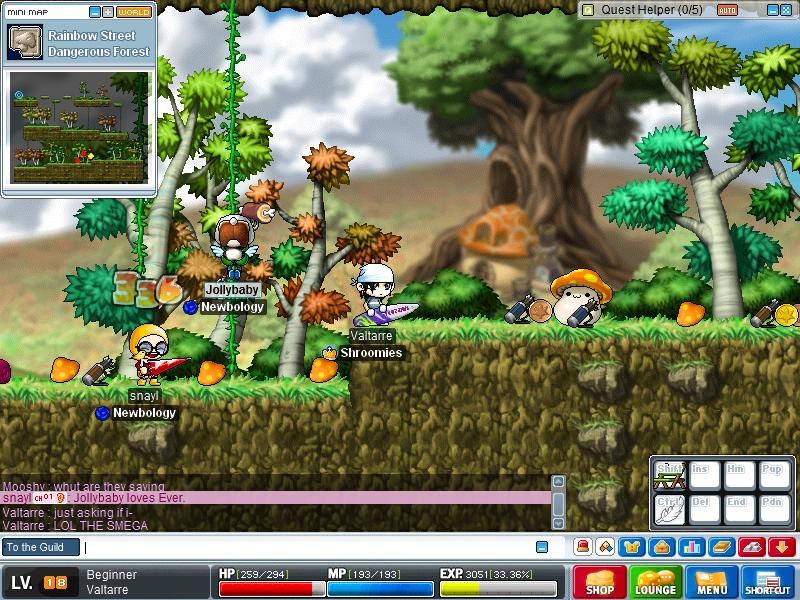 MINI MAP WORLD
Rainbow Street
Dangerous Forest
Quest Helper (0/5) AUTO
336
Jollybaby
Newbology
Valtarre
Shroomies
snayl
Newbology
Mooshy : whut are they saying
snayl CH 01 : Jollybaby loves Ever.
Valtarre : just asking if i-
Valtarre : LOL THE SMEGA
Shift Ins Hm Pup
Ctrl Del End Pdn
To the Guild
LV. 18
Beginner
Valtarre
HP [259/294] MP [193/193] EXP 3051[33.36%]
SHOP LOUNGE MENU SHORTCUT